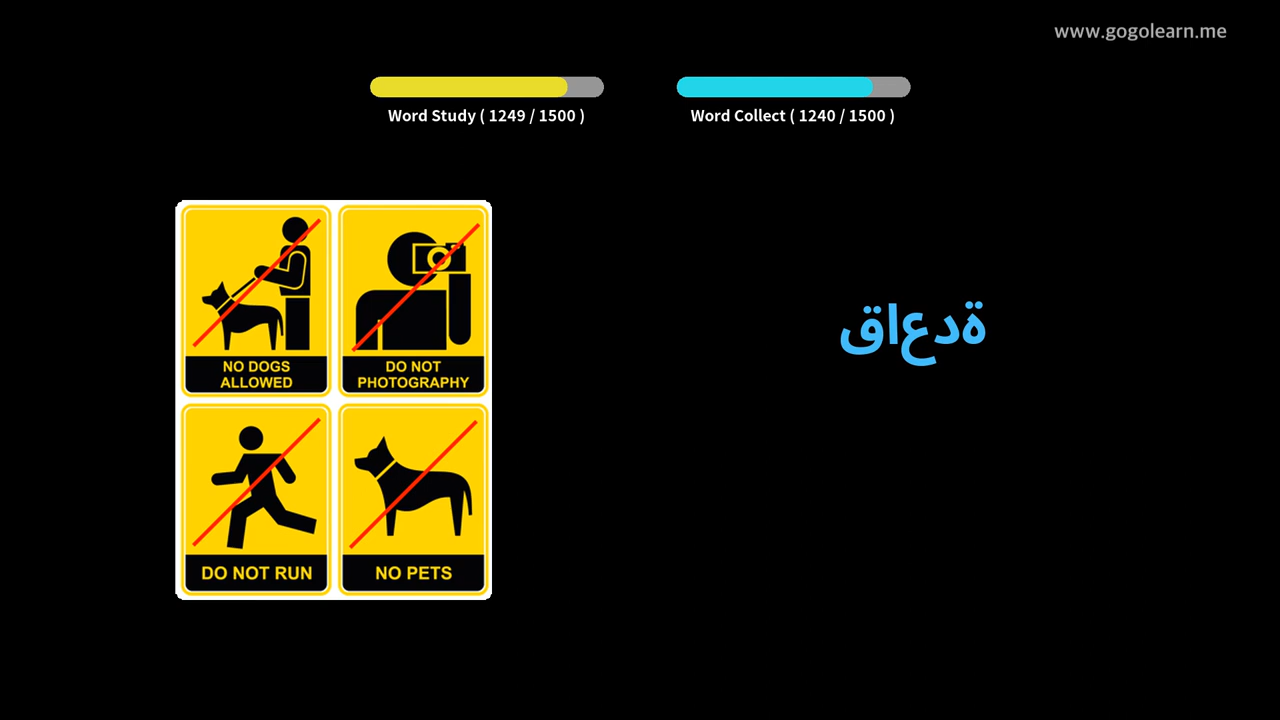 www.gogolearn.me
Word Study ( 1249 / 1500 )
Word Collect ( 1240 / 1500 )
NO DOGS
ALLOWED
DO NOT
PHOTOGRAPHY
DO NOT RUN
NO PETS
ةدعاق